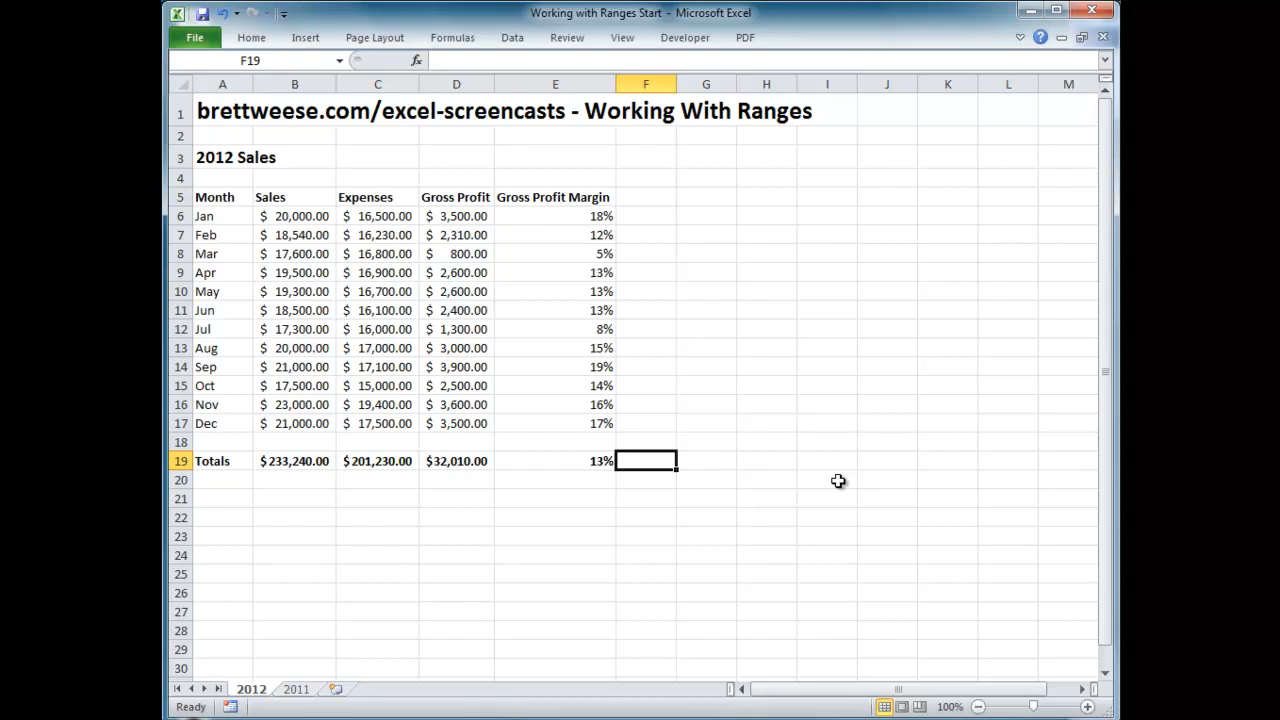 Working with Ranges Start - Microsoft Excel
File Home Insert Page Layout Formulas Data Review View Developer PDF
F19 fx
A B C D E F G H I J K L M
1 brettweese.com/excel-screencasts - Working With Ranges
2
3 2012 Sales
4
5 Month Sales Expenses Gross Profit Gross Profit Margin
6 Jan $ 20,000.00 $ 16,500.00 $ 3,500.00 18%
7 Feb $ 18,540.00 $ 16,230.00 $ 2,310.00 12%
8 Mar $ 17,600.00 $ 16,800.00 $ 800.00 5%
9 Apr $ 19,500.00 $ 16,900.00 $ 2,600.00 13%
10 May $ 19,300.00 $ 16,700.00 $ 2,600.00 13%
11 Jun $ 18,500.00 $ 16,100.00 $ 2,400.00 13%
12 Jul $ 17,300.00 $ 16,000.00 $ 1,300.00 8%
13 Aug $ 20,000.00 $ 17,000.00 $ 3,000.00 15%
14 Sep $ 21,000.00 $ 17,100.00 $ 3,900.00 19%
15 Oct $ 17,500.00 $ 15,000.00 $ 2,500.00 14%
16 Nov $ 23,000.00 $ 19,400.00 $ 3,600.00 16%
17 Dec $ 21,000.00 $ 17,500.00 $ 3,500.00 17%
18
19 Totals $233,240.00 $201,230.00 $32,010.00 13%
20
21
22
23
24
25
26
27
28
29
30
2012 2011
Ready 100%